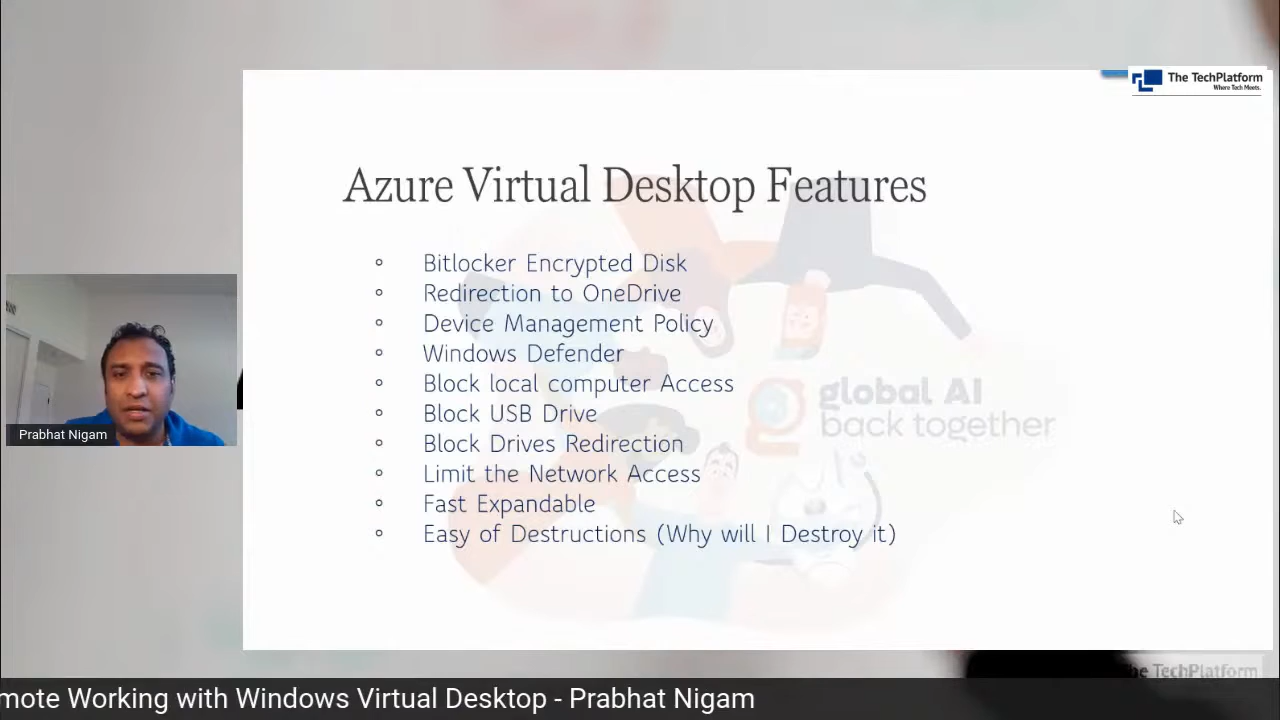 The TechPlatform
Where Tech Meets.
Azure Virtual Desktop Features
Bitlocker Encrypted Disk
Redirection to OneDrive
Device Management Policy
Windows Defender
Block local computer Access
Block USB Drive
Block Drives Redirection
Limit the Network Access
Fast Expandable
Easy of Destructions (Why will I Destroy it)
global AI
back together
Prabhat Nigam
he TechPlatform
mote Working with Windows Virtual Desktop - Prabhat Nigam